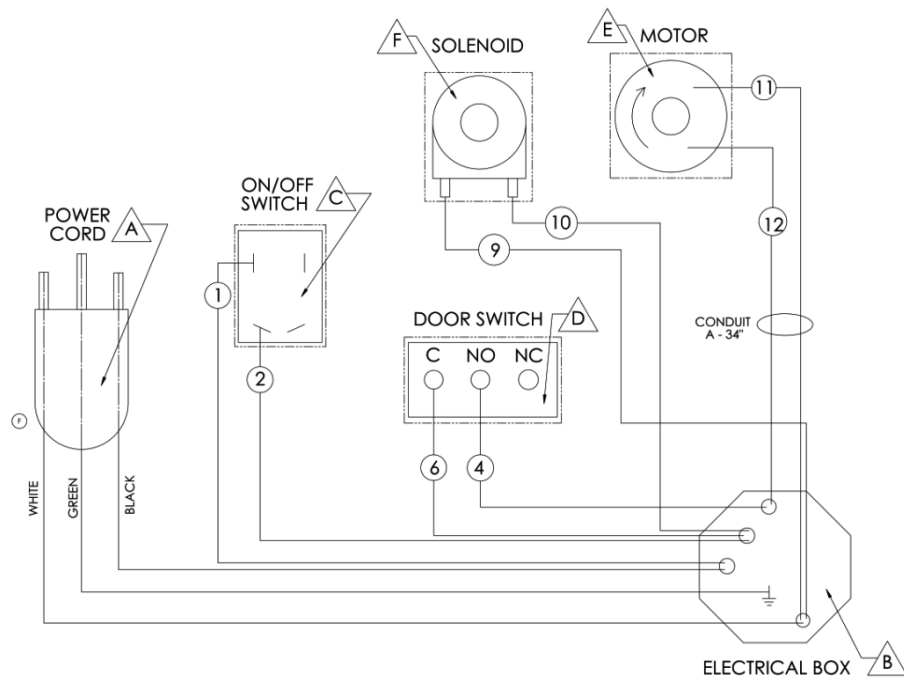 F
SOLENOID
E
MOTOR
11
ON/OFF
SWITCH
C
POWER
CORD
A
10
12
9
1
DOOR SWITCH
D
CONDUIT
A - 34"
C NO NC
2
F
6
4
WHITE
GREEN
BLACK
ELECTRICAL BOX
B